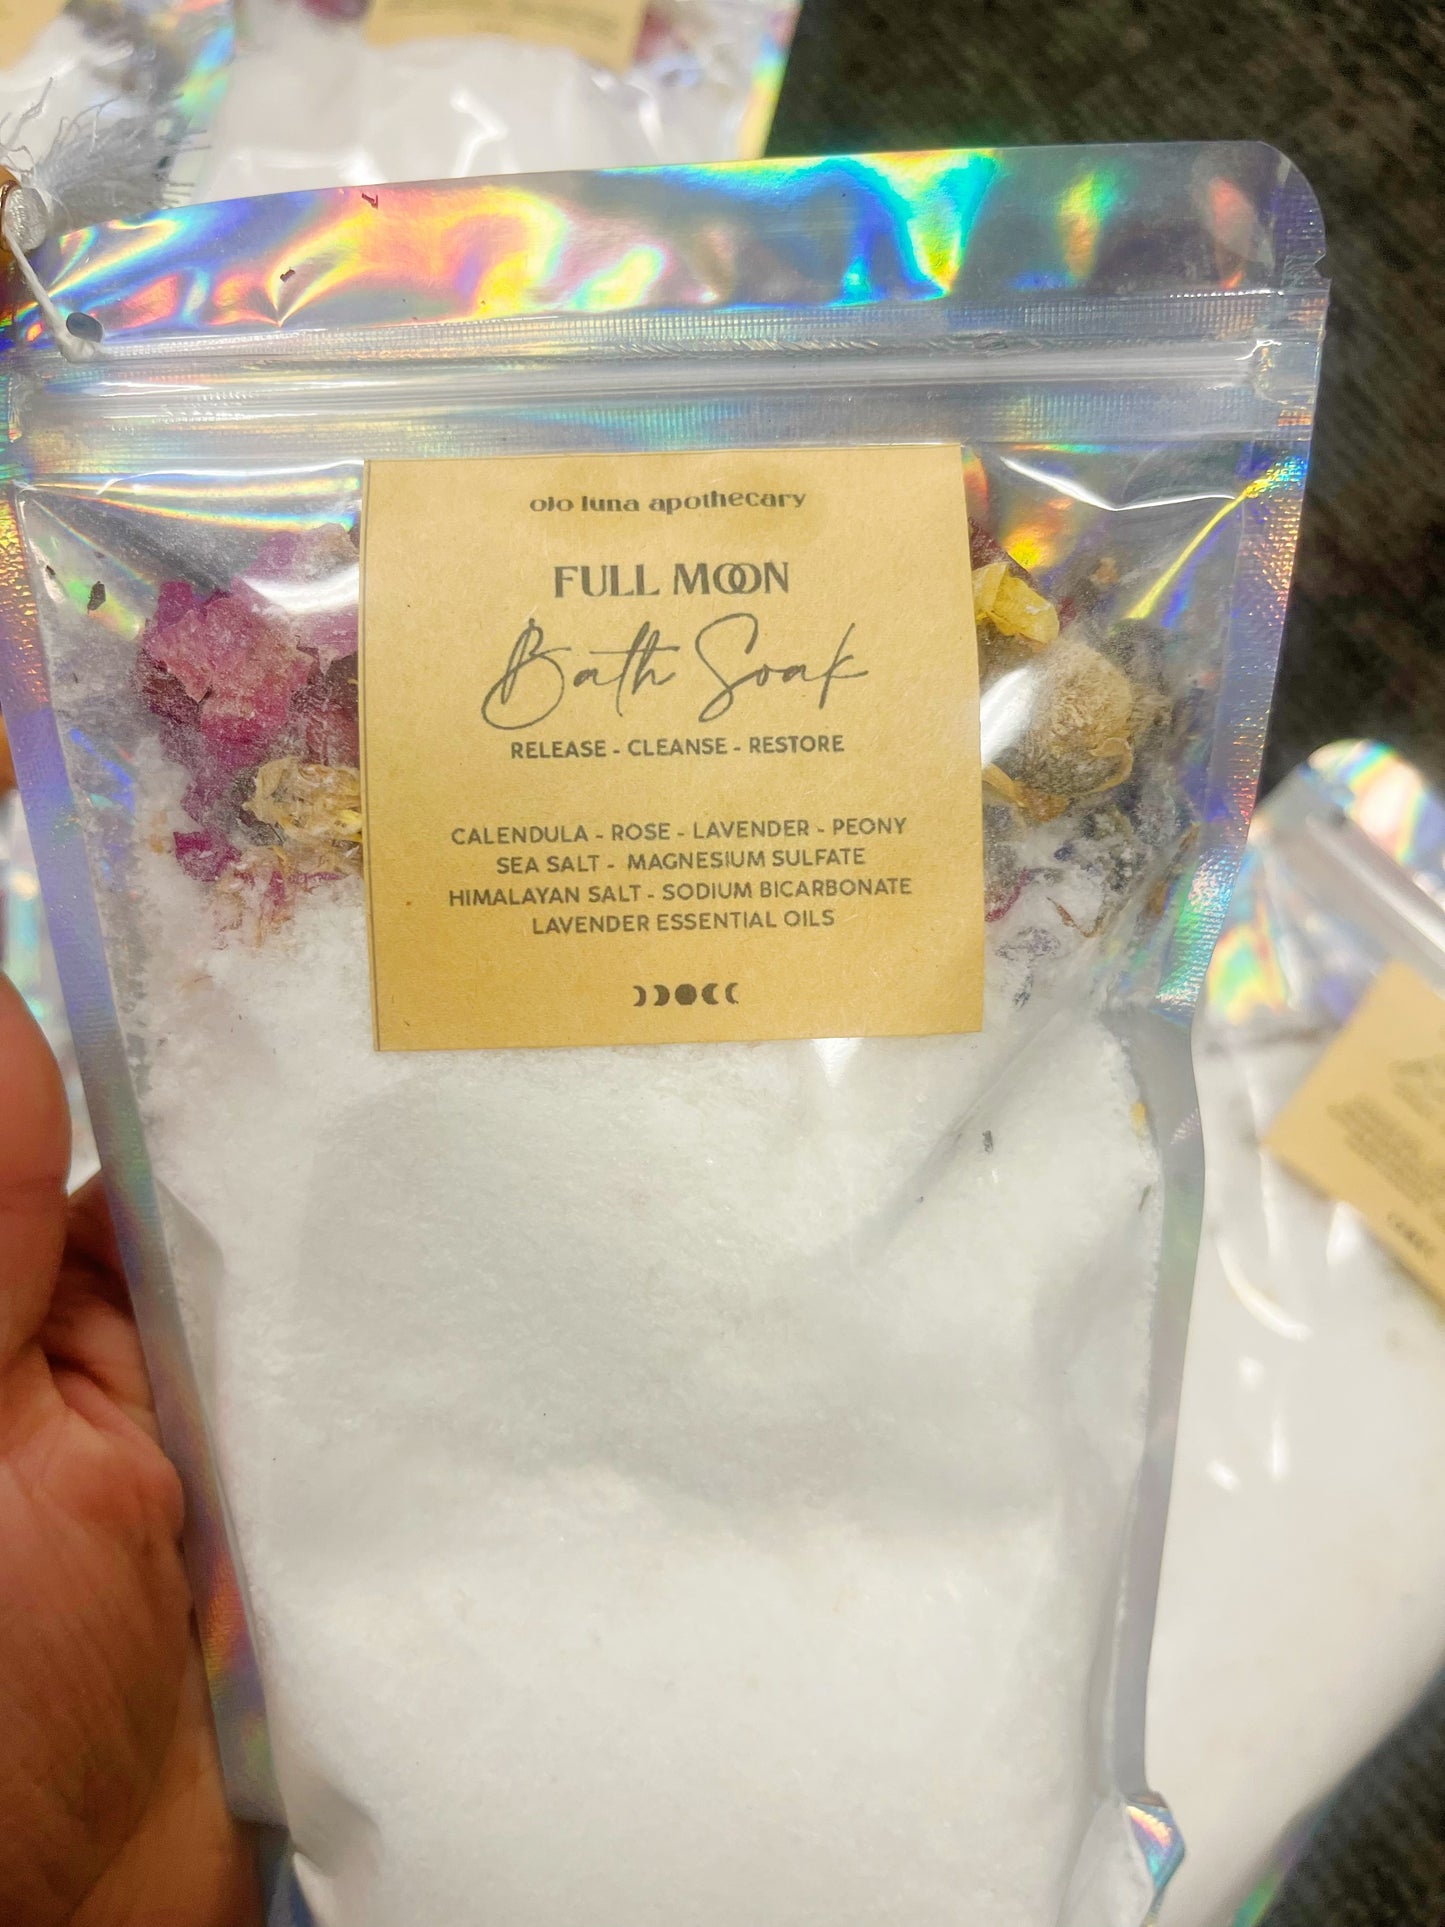 olo luna apothecary
FULL MOON
Bath Soak
RELEASE - CLEANSE - RESTORE
CALENDULA - ROSE - LAVENDER - PEONY
SEA SALT - MAGNESIUM SULFATE
HIMALAYAN SALT - SODIUM BICARBONATE
LAVENDER ESSENTIAL OILS